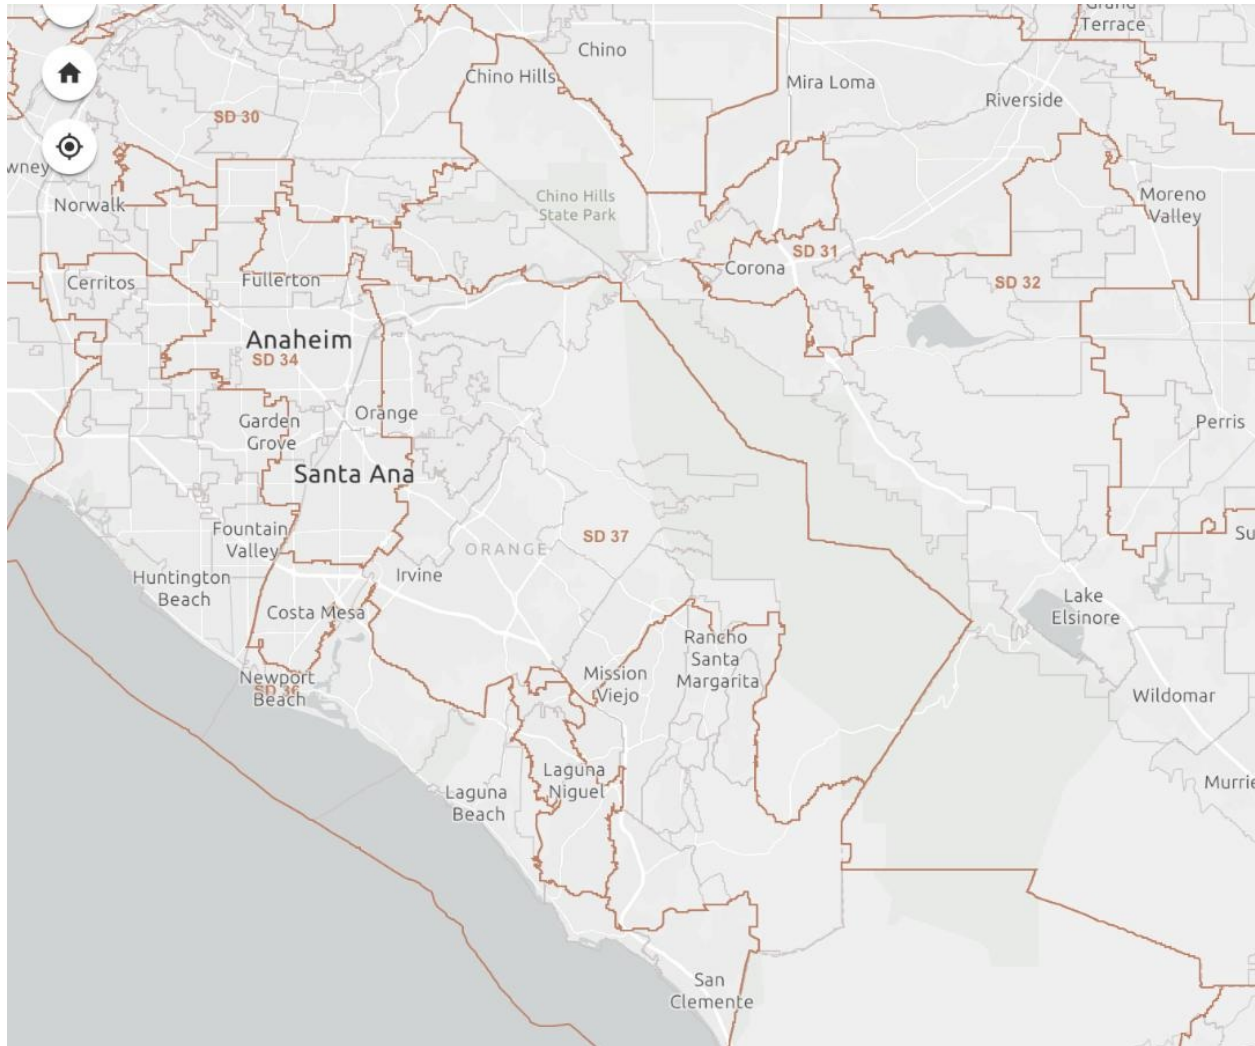 Grand
Terrace
Chino
Chino Hills
Mira Loma
Riverside
SD 30
wney
Norwalk
Chino Hills
State Park
Moreno
Valley
SD 31
Corona
SD 32
Cerritos
Fullerton
Anaheim
SD 34
Orange
Garden
Grove
Perris
Santa Ana
Fountain
Valley
ORANGE
SD 37
Su
Irvine
Huntington
Beach
Costa Mesa
Lake
Elsinore
Rancho
Santa
Margarita
Mission
Viejo
Newport
SD 36
Beach
Wildomar
Laguna
Niguel
Laguna
Beach
Murrie
San
Clemente